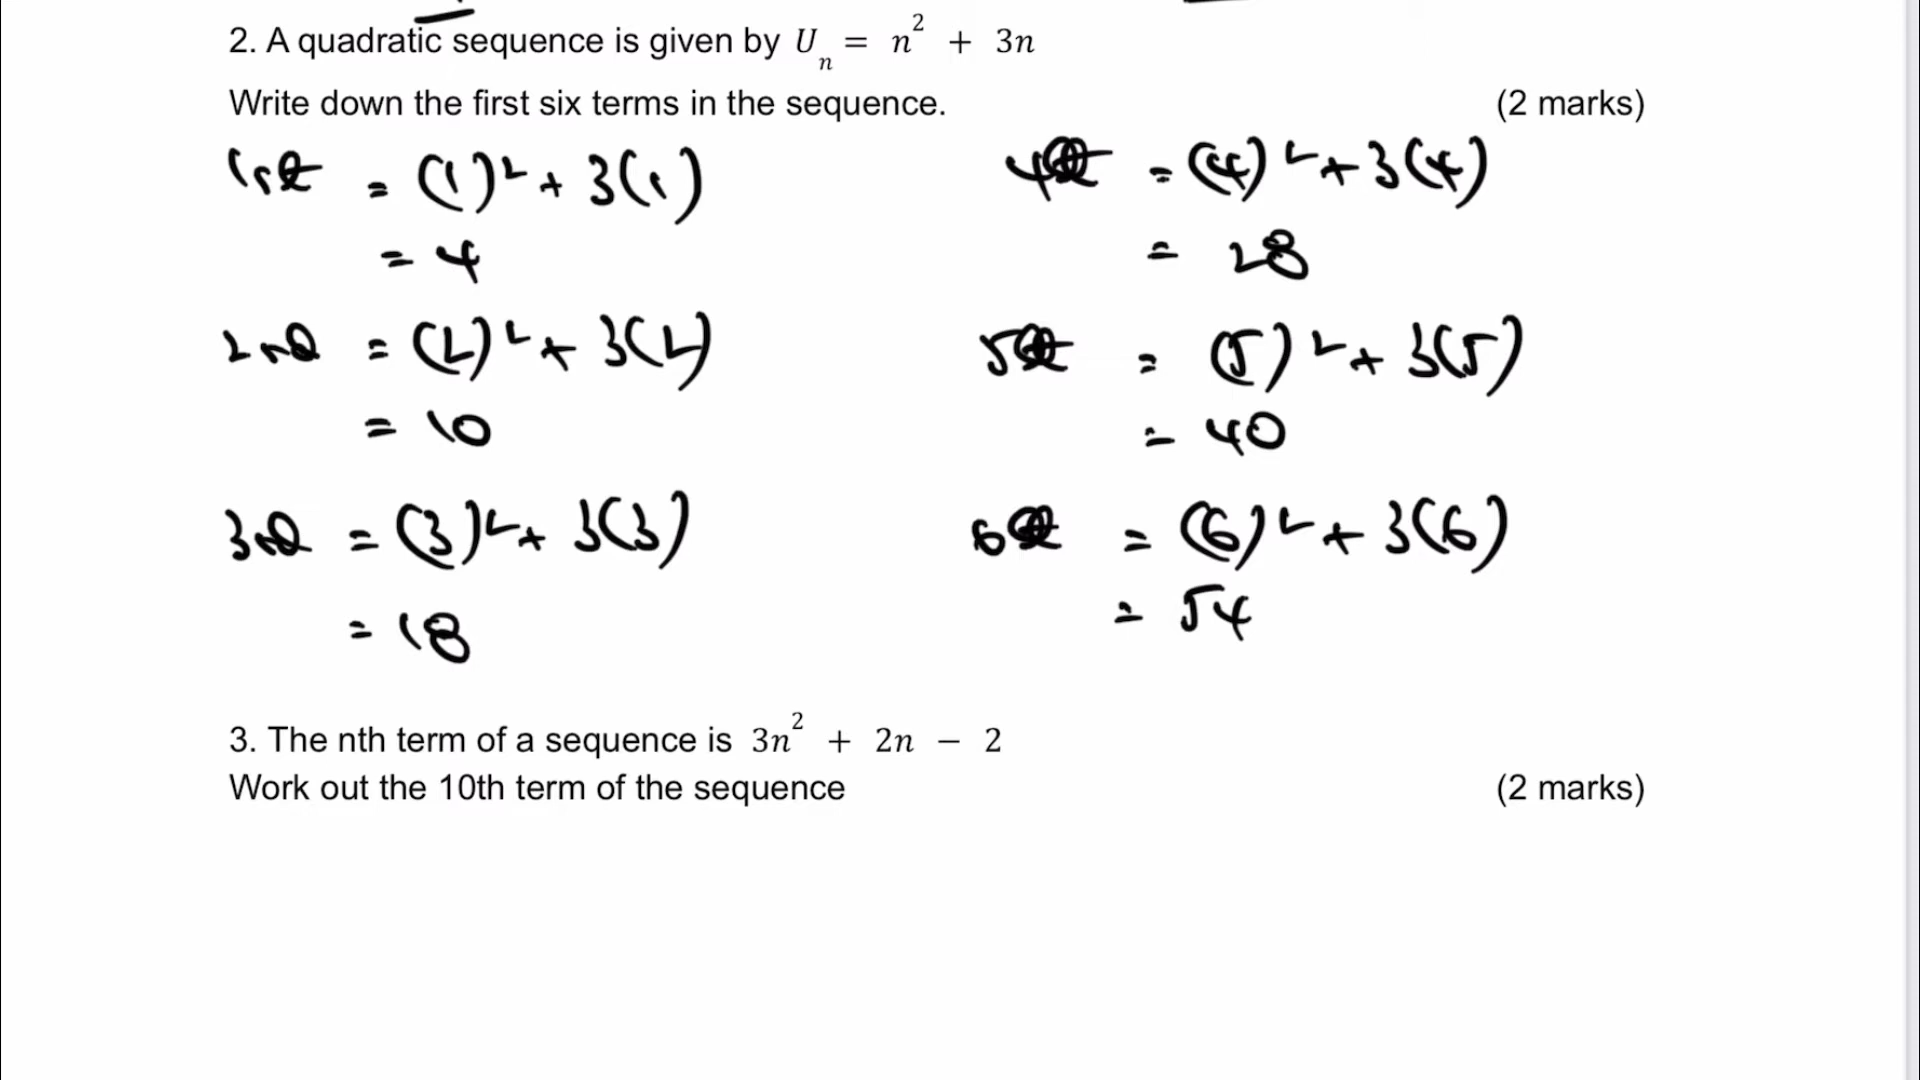 2. A quadratic sequence is given by Uₙ = n² + 3n
Write down the first six terms in the sequence. (2 marks)
1st = (1)² + 3(1)
= 4
2nd = (2)² + 3(2)
= 10
3rd = (3)² + 3(3)
= 18
4 = (4)² + 3(4)
= 28
5 = (5)² + 3(5)
= 40
6 = (6)² + 3(6)
= 54
3. The nth term of a sequence is 3n² + 2n − 2
Work out the 10th term of the sequence (2 marks)